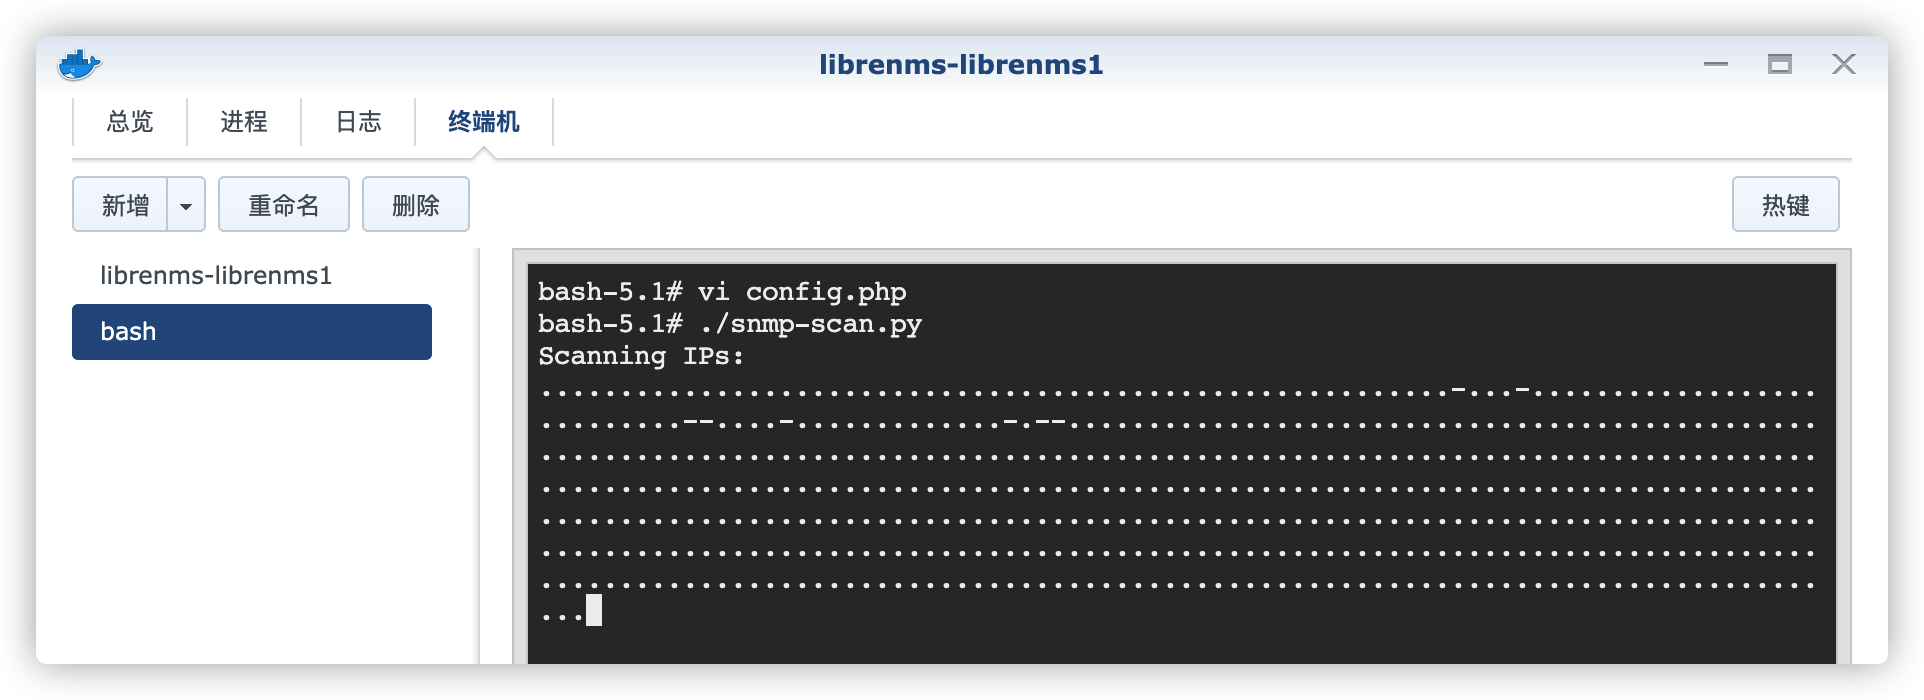 librenms-librenms1
总览 进程 日志 终端机
新增 重命名 删除 热键
librenms-librenms1
bash
bash-5.1# vi config.php
bash-5.1# ./snmp-scan.py
Scanning IPs:
.........................................................-...-..................
.........--....-.............-.--...............................................
................................................................................
................................................................................
................................................................................
................................................................................
................................................................................
...